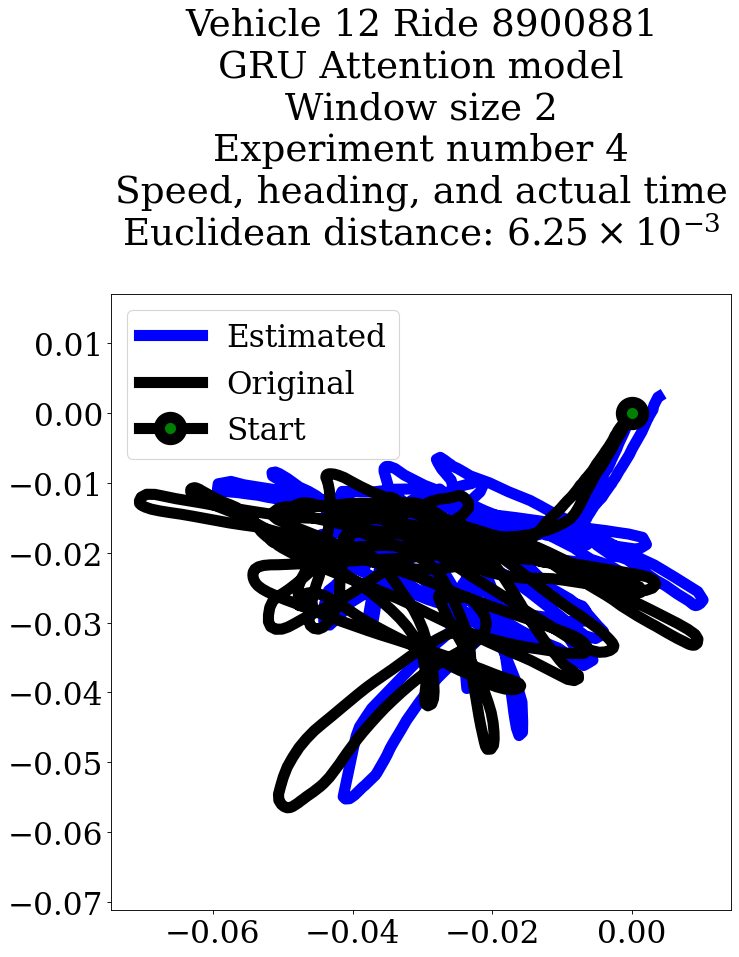 Vehicle 12 Ride 8900881
GRU Attention model
Window size 2
Experiment number 4
Speed, heading, and actual time
Euclidean distance: 6.25 × 10⁻³
Estimated
Original
Start
0.01
0.00
−0.01
−0.02
−0.03
−0.04
−0.05
−0.06
−0.07
−0.06 −0.04 −0.02 0.00